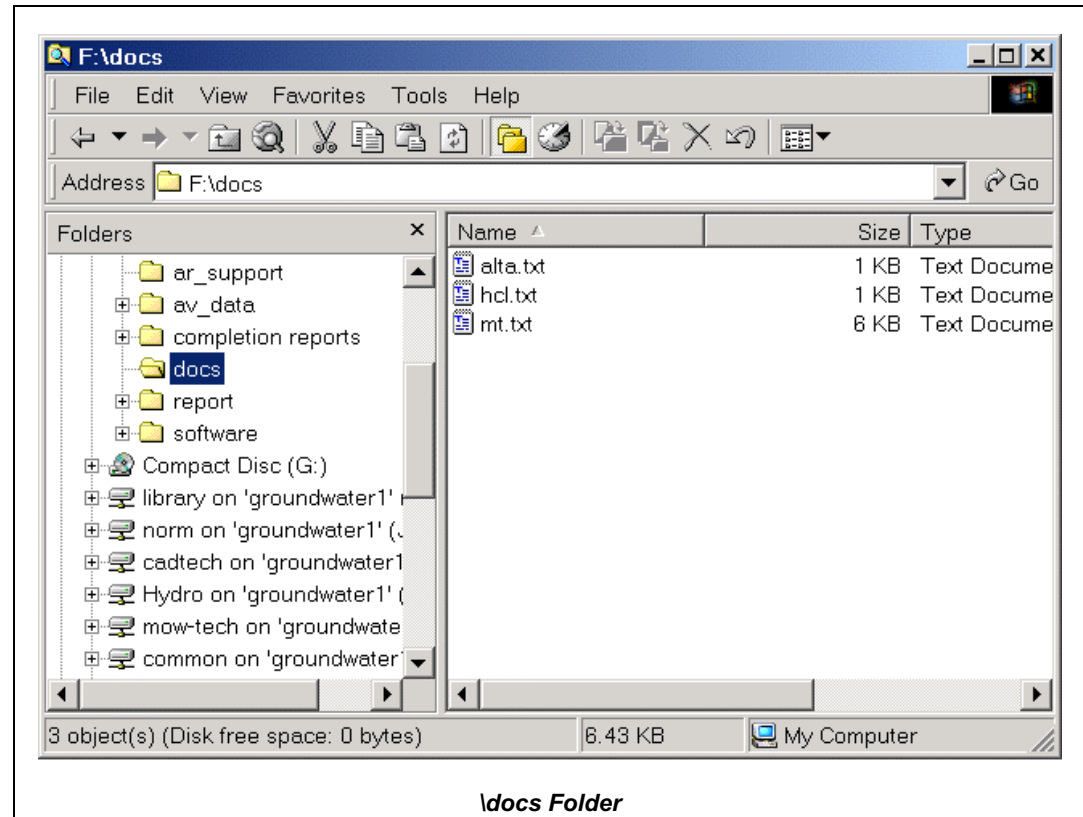 F:\docs
File Edit View Favorites Tools Help
Address F:\docs Go
Folders
ar_support
av_data
completion reports
docs
report
software
Compact Disc (G:)
library on 'groundwater1'
norm on 'groundwater1' (
cadtech on 'groundwater1
Hydro on 'groundwater1' (
mow-tech on 'groundwate
common on 'groundwater
Name Size Type
alta.txt 1 KB Text Docume
hcl.txt 1 KB Text Docume
mt.txt 6 KB Text Docume
3 object(s) (Disk free space: 0 bytes) 6.43 KB My Computer
\docs Folder